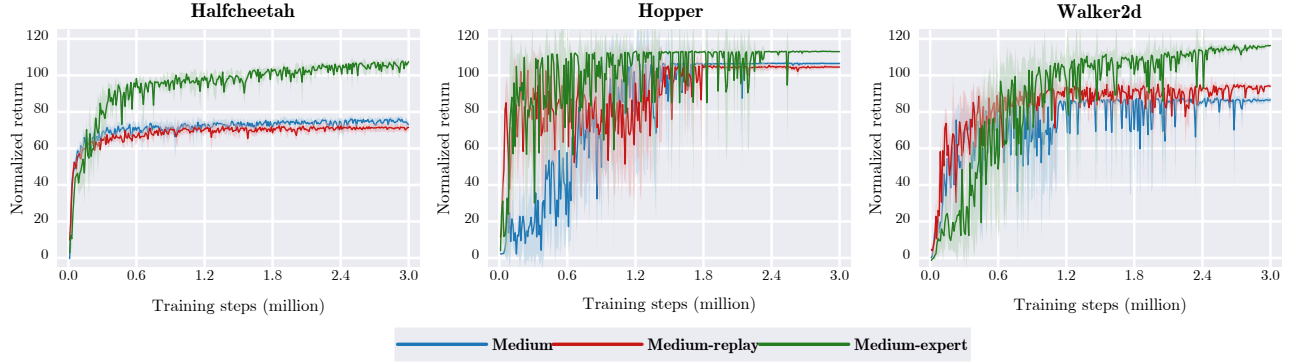 Halfcheetah
Hopper
Walker2d
Normalized return
120
100
80
60
40
20
0
0.0 0.6 1.2 1.8 2.4 3.0
Training steps (million)
Normalized return
120
100
80
60
40
20
0
0.0 0.6 1.2 1.8 2.4 3.0
Training steps (million)
Normalized return
120
100
80
60
40
20
0
0.0 0.6 1.2 1.8 2.4 3.0
Training steps (million)
Medium Medium-replay Medium-expert